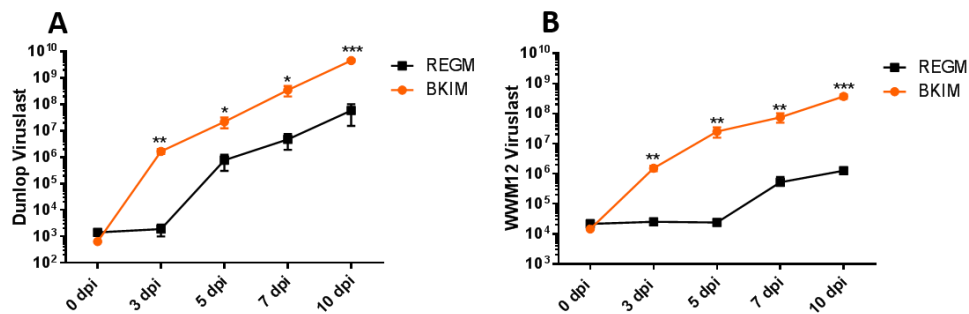 A
Dunlop Viruslast
10^10
10^9
10^8
10^7
10^6
10^5
10^4
10^3
10^2
** * * ***
0 dpi 3 dpi 5 dpi 7 dpi 10 dpi
REGM
BKIM
B
WWM12 Viruslast
10^10
10^9
10^8
10^7
10^6
10^5
10^4
10^3
** ** ** ***
0 dpi 3 dpi 5 dpi 7 dpi 10 dpi
REGM
BKIM